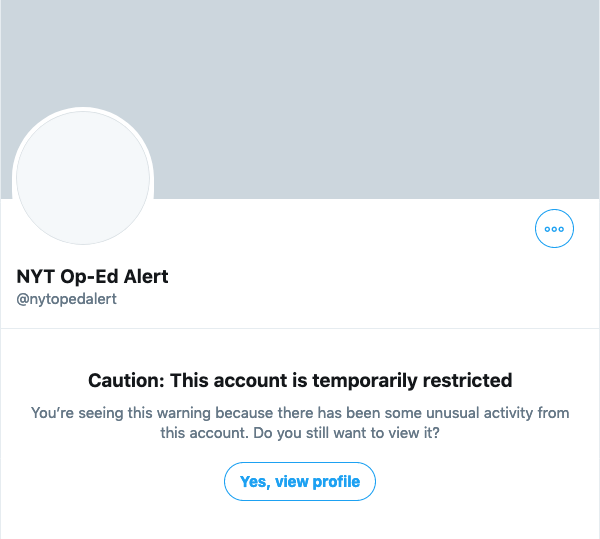 NYT Op-Ed Alert
@nytopedalert
Caution: This account is temporarily restricted
You’re seeing this warning because there has been some unusual activity from
this account. Do you still want to view it?
Yes, view profile